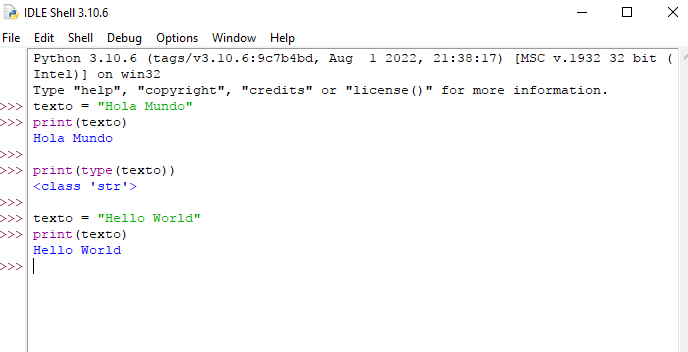 IDLE Shell 3.10.6
File Edit Shell Debug Options Window Help
Python 3.10.6 (tags/v3.10.6:9c7b4bd, Aug  1 2022, 21:38:17) [MSC v.1932 32 bit (
Intel)] on win32
Type "help", "copyright", "credits" or "license()" for more information.
>>> texto = "Hola Mundo"
>>> print(texto)
Hola Mundo
>>>
>>> print(type(texto))
<class 'str'>
>>>
>>> texto = "Hello World"
>>> print(texto)
Hello World
>>>